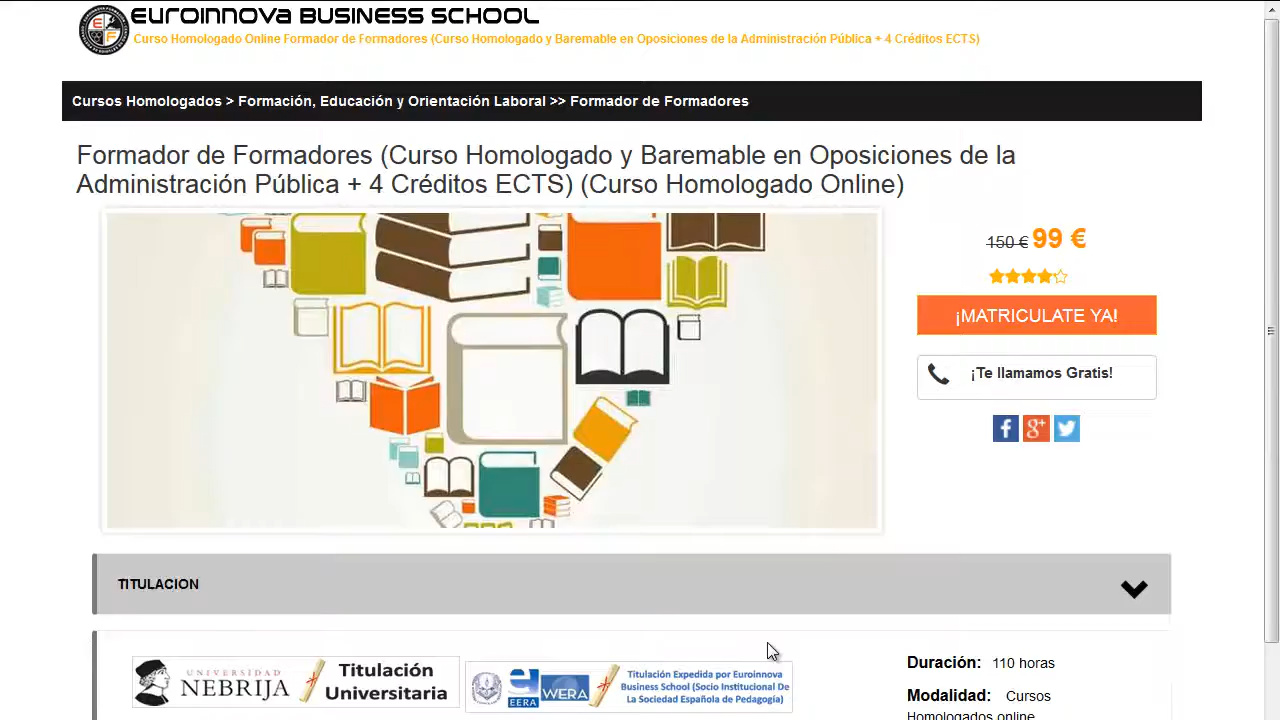 EUROINNOVA BUSINESS SCHOOL
Curso Homologado Online Formador de Formadores (Curso Homologado y Baremable en Oposiciones de la Administración Pública + 4 Créditos ECTS)
Cursos Homologados > Formación, Educación y Orientación Laboral >> Formador de Formadores
Formador de Formadores (Curso Homologado y Baremable en Oposiciones de la
Administración Pública + 4 Créditos ECTS) (Curso Homologado Online)
150 € 99 €
¡MATRICULATE YA!
¡Te llamamos Gratis!
TITULACION
UNIVERSIDAD
NEBRIJA
Titulación
Universitaria
EERA
WERA
Titulación Expedida por Euroinnova
Business School (Socio Institucional De
La Sociedad Española de Pedagogía)
Duración: 110 horas
Modalidad: Cursos
Homologados online